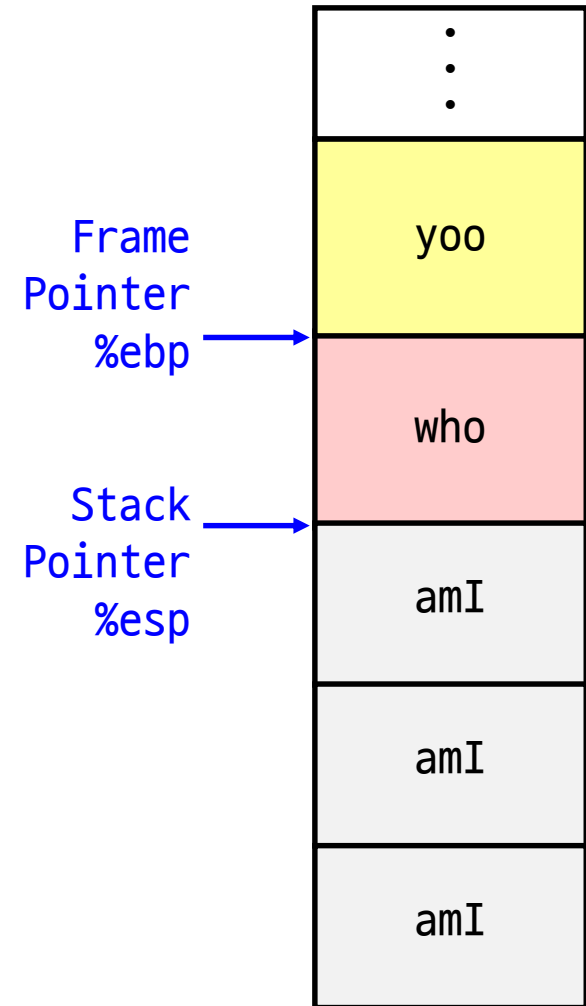 •
•
•
yoo
Frame
Pointer
%ebp
who
Stack
Pointer
%esp
amI
amI
amI